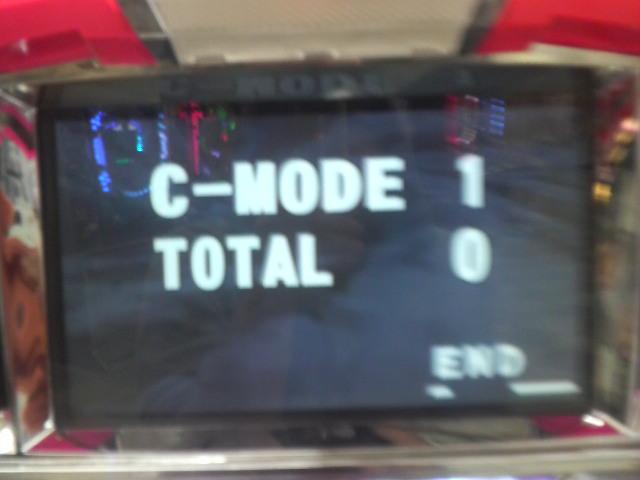 C-MODE 1
TOTAL 0
END